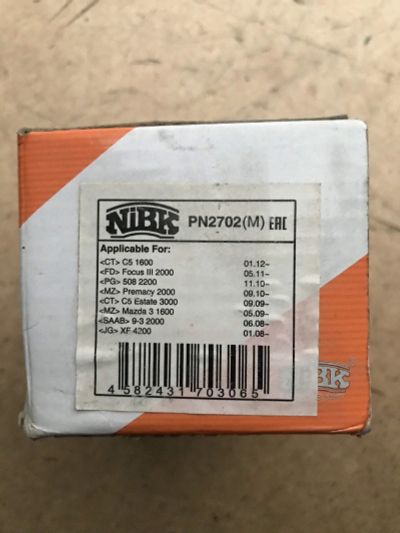 NiBK PN2702(M) EAC
Applicable For:
<CT> C5 1600 01.12~
<FD> Focus III 2000 05.11~
<PG> 508 2200 11.10~
<MZ> Premacy 2000 09.10~
<CT> C5 Estate 3000 09.09~
<MZ> Mazda 3 1600 05.09~
<SAAB> 9-3 2000 06.08~
<JG> XF 4200 01.08~
NiBK
4 582431 703065